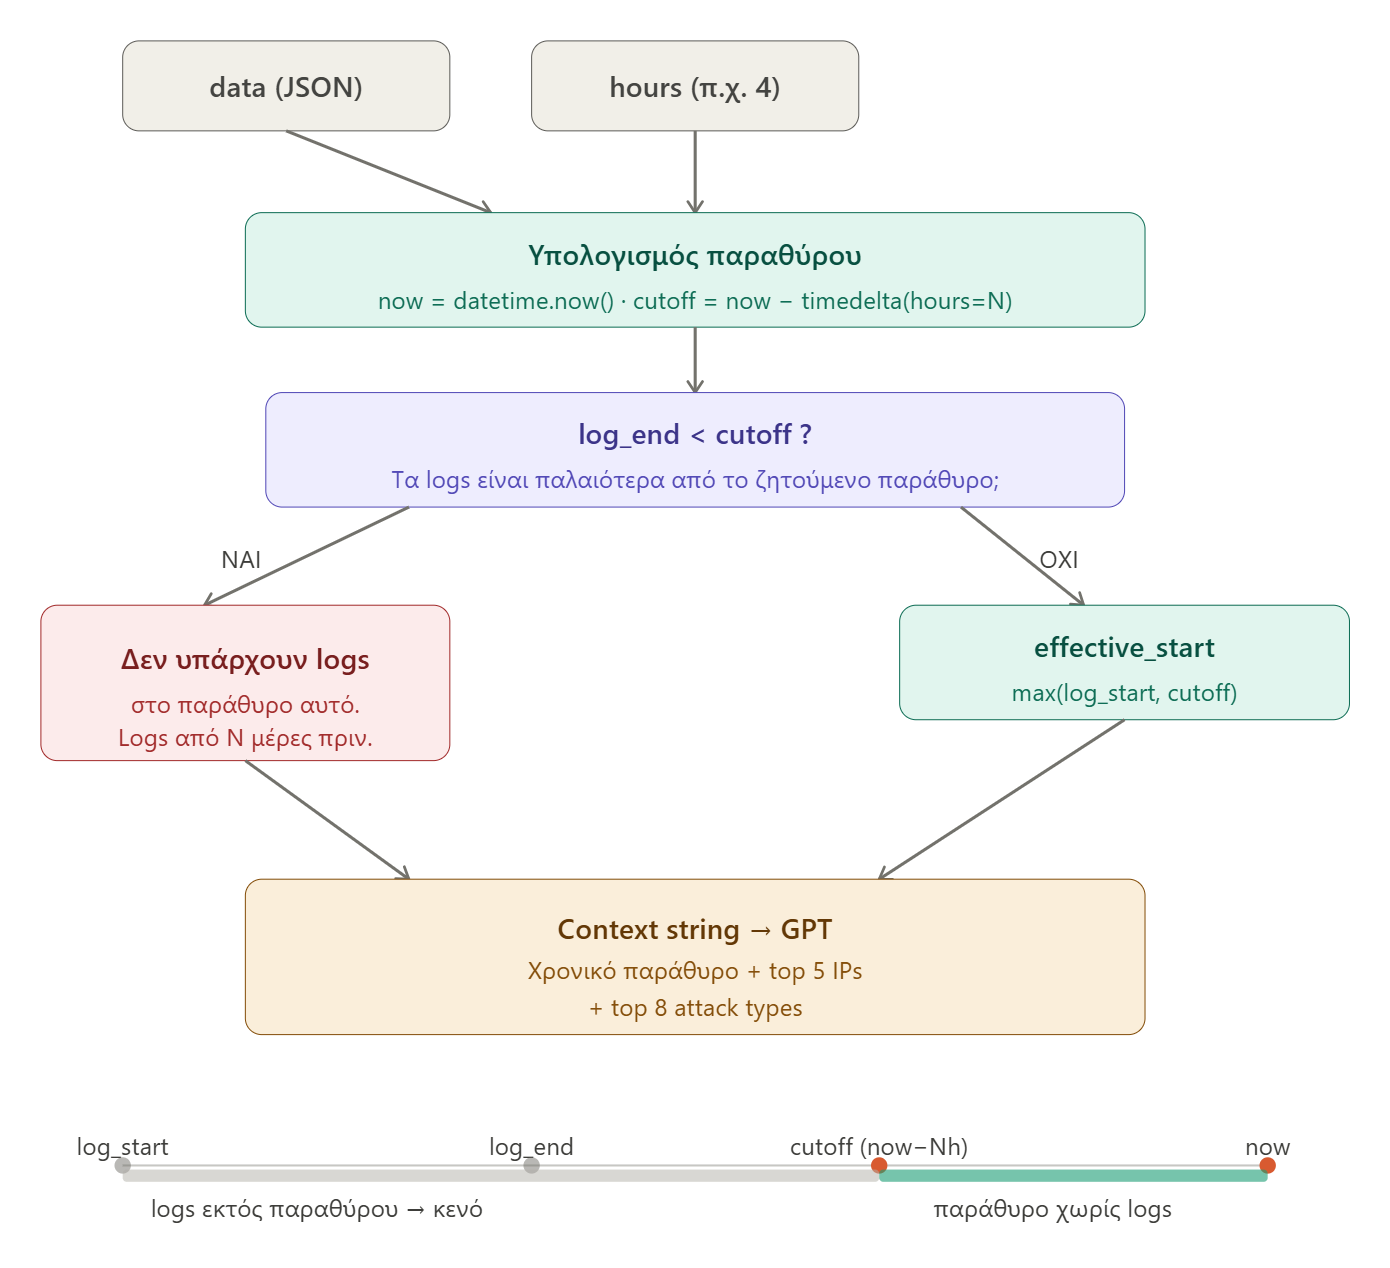 data (JSON)
hours (π.χ. 4)
Υπολογισμός παραθύρου
now = datetime.now() · cutoff = now − timedelta(hours=N)
log_end < cutoff ?
Τα logs είναι παλαιότερα από το ζητούμενο παράθυρο;
ΝΑΙ
ΟΧΙ
Δεν υπάρχουν logs
στο παράθυρο αυτό.
Logs από N μέρες πριν.
effective_start
max(log_start, cutoff)
Context string → GPT
Χρονικό παράθυρο + top 5 IPs
+ top 8 attack types
log_start
log_end
cutoff (now−Nh)
now
logs εκτός παραθύρου → κενό
παράθυρο χωρίς logs